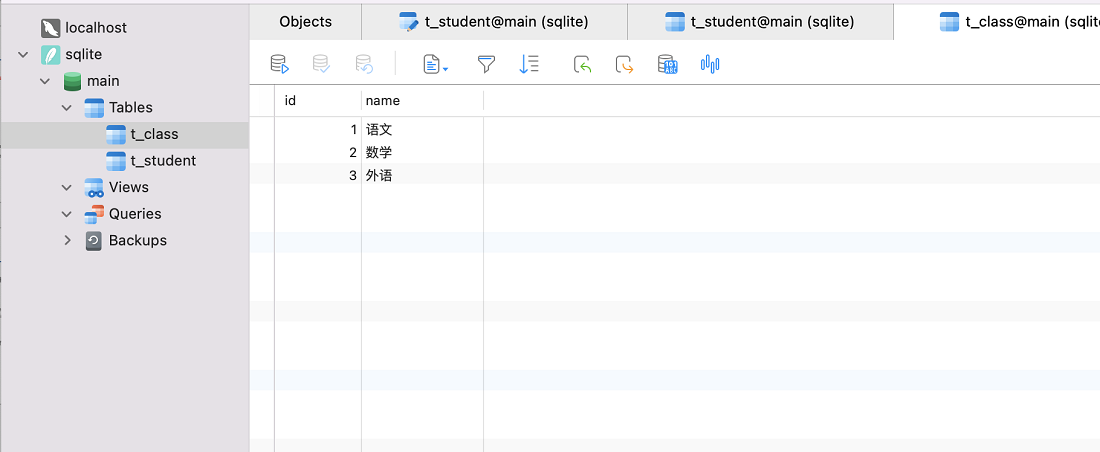 localhost
sqlite
main
Tables
t_class
t_student
Views
Queries
Backups
Objects
t_student@main (sqlite)
t_student@main (sqlite)
t_class@main (sqlite
id name
1 语文
2 数学
3 外语